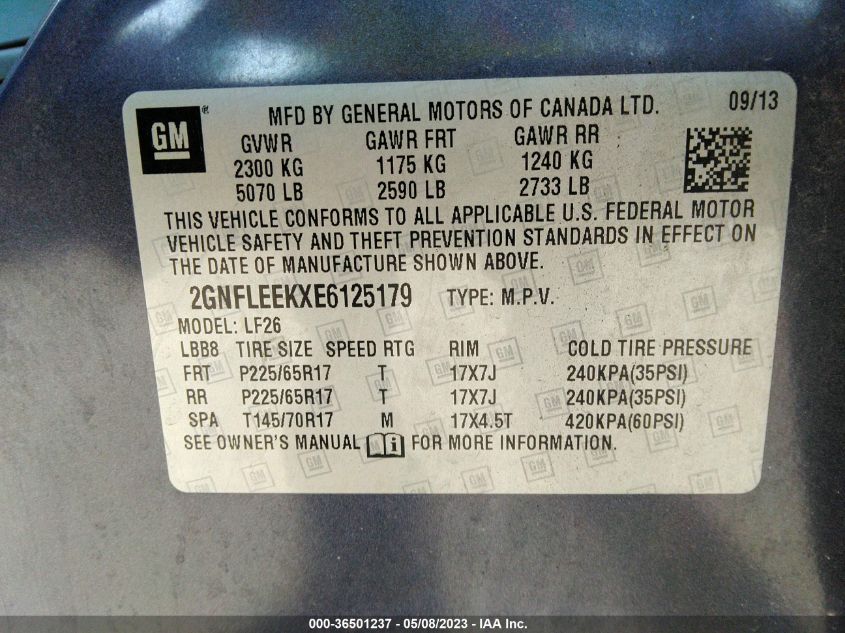 GM ® MFD BY GENERAL MOTORS OF CANADA LTD. 09/13
GVWR GAWR FRT GAWR RR
2300 KG 1175 KG 1240 KG
5070 LB 2590 LB 2733 LB
THIS VEHICLE CONFORMS TO ALL APPLICABLE U.S. FEDERAL MOTOR
VEHICLE SAFETY AND THEFT PREVENTION STANDARDS IN EFFECT ON
THE DATE OF MANUFACTURE SHOWN ABOVE.
2GNFLEEKXE6125179 TYPE: M.P.V.
MODEL: LF26
LBB8 TIRE SIZE SPEED RTG RIM COLD TIRE PRESSURE
FRT P225/65R17 T 17X7J 240KPA(35PSI)
RR P225/65R17 T 17X7J 240KPA(35PSI)
SPA T145/70R17 M 17X4.5T 420KPA(60PSI)
SEE OWNER'S MANUAL i FOR MORE INFORMATION.
000-36501237 - 05/08/2023 - IAA Inc.